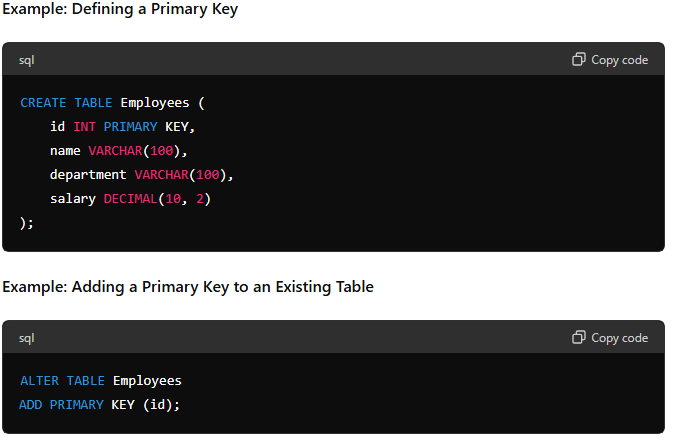 Example: Defining a Primary Key
sql
Copy code
CREATE TABLE Employees (
    id INT PRIMARY KEY,
    name VARCHAR(100),
    department VARCHAR(100),
    salary DECIMAL(10, 2)
);
Example: Adding a Primary Key to an Existing Table
sql
Copy code
ALTER TABLE Employees
ADD PRIMARY KEY (id);